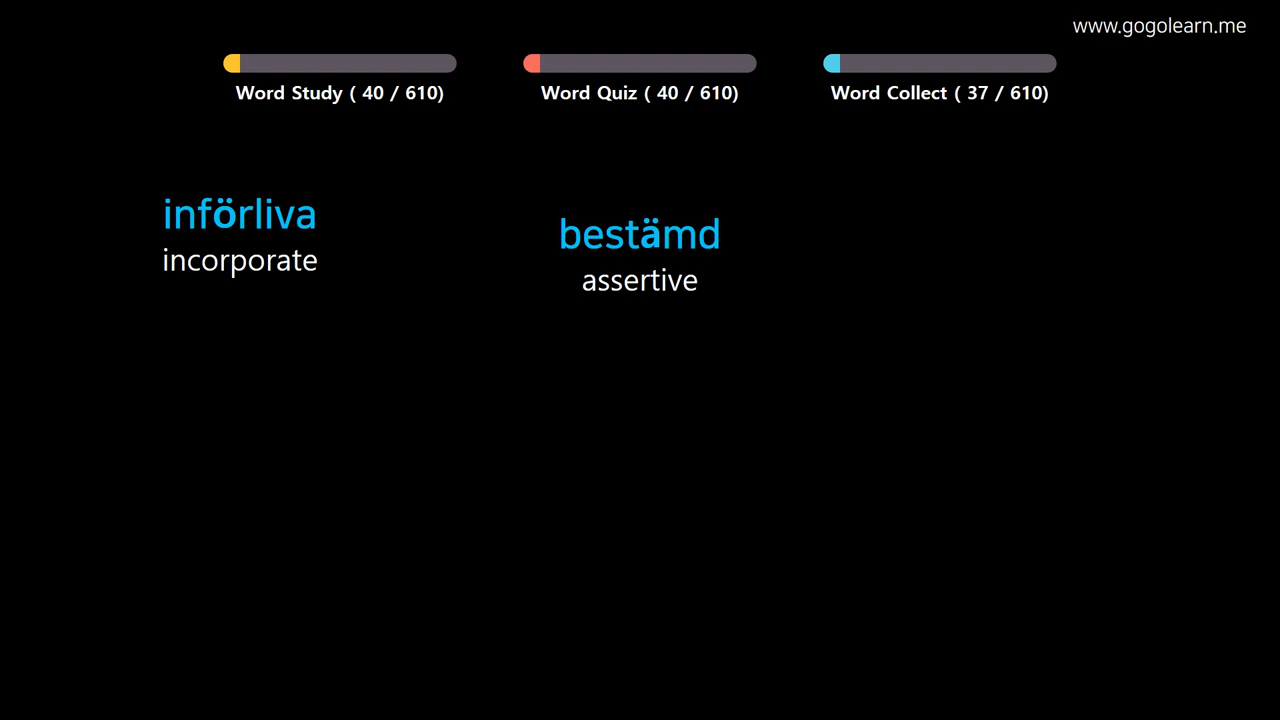 www.gogolearn.me
Word Study ( 40 / 610)
Word Quiz ( 40 / 610)
Word Collect ( 37 / 610)
införliva
incorporate
bestämd
assertive